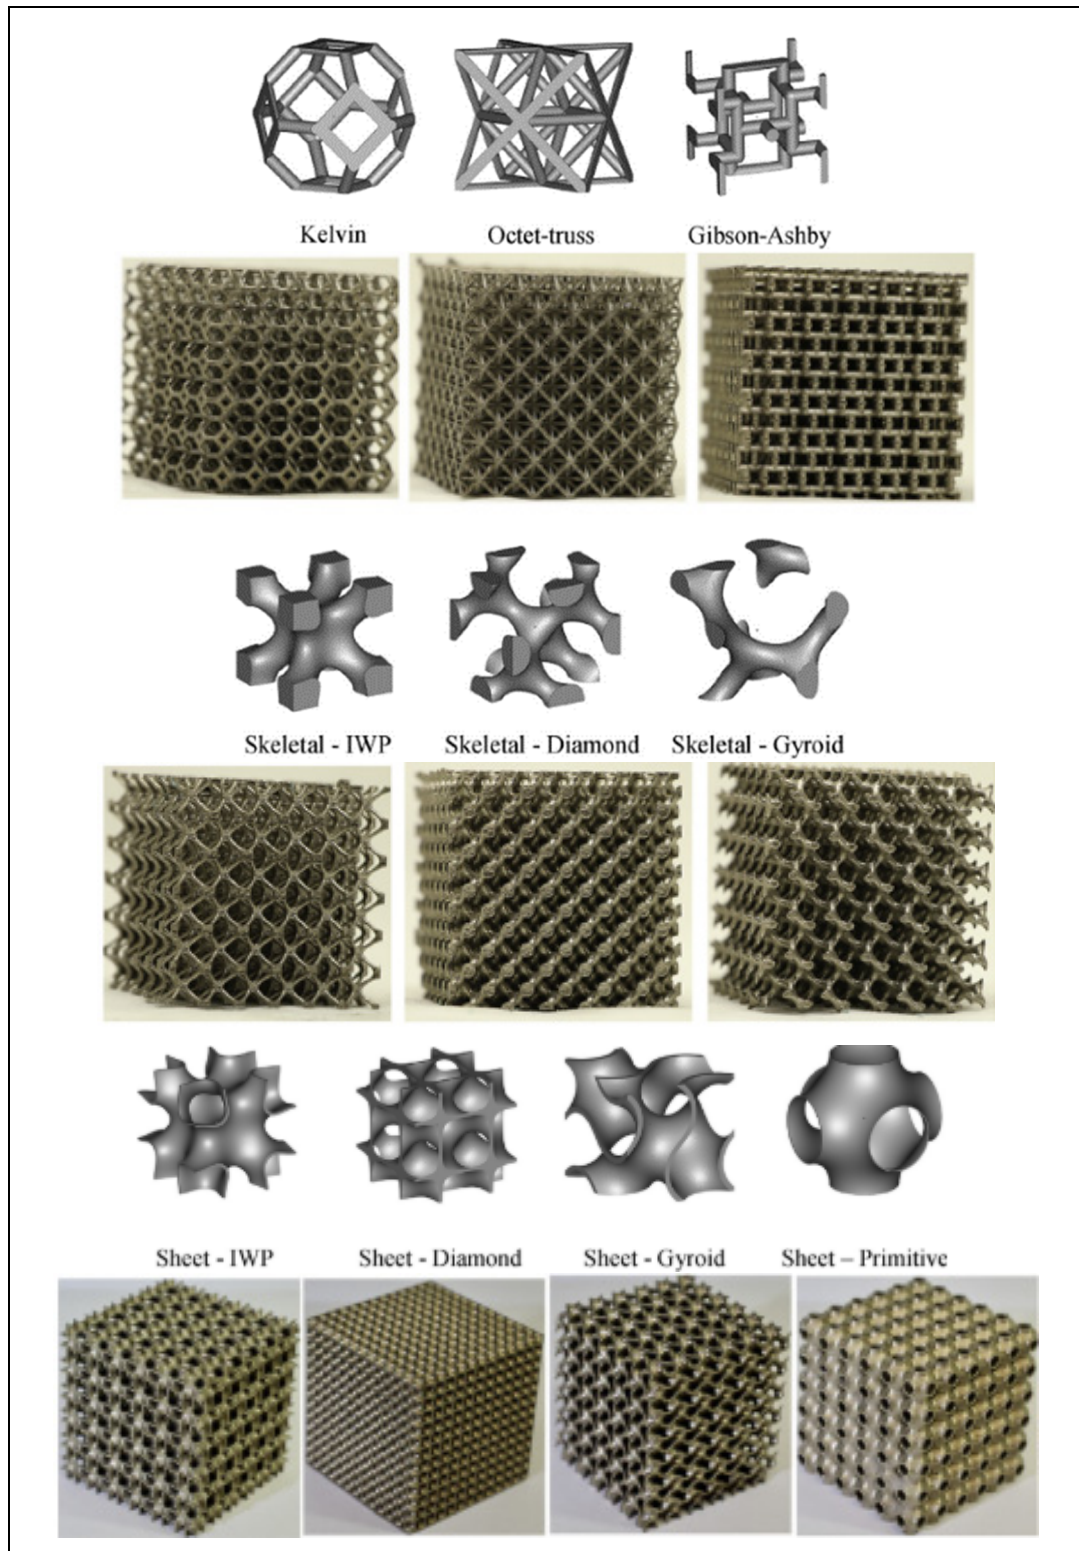 Kelvin Octet-truss Gibson-Ashby
Skeletal - IWP Skeletal - Diamond Skeletal - Gyroid
Sheet - IWP Sheet - Diamond Sheet - Gyroid Sheet – Primitive